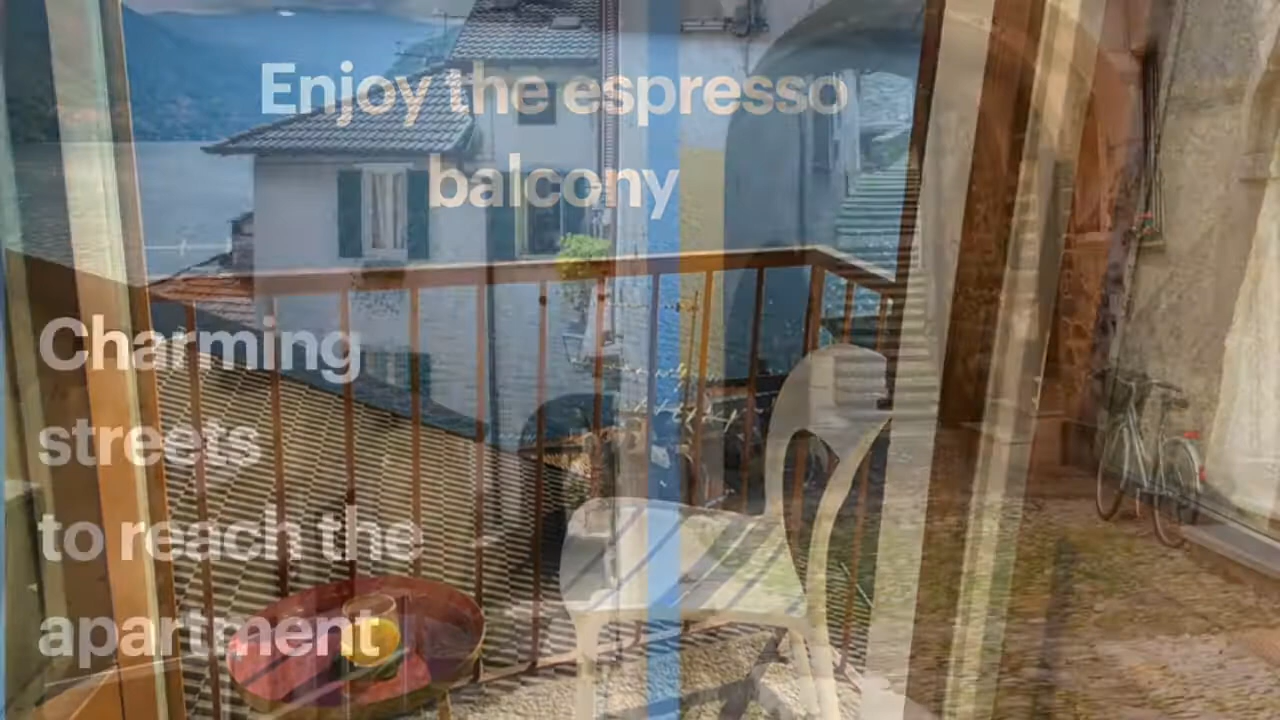 Enjoy the espresso
balcony
Charming
streets
to reach the
apartment